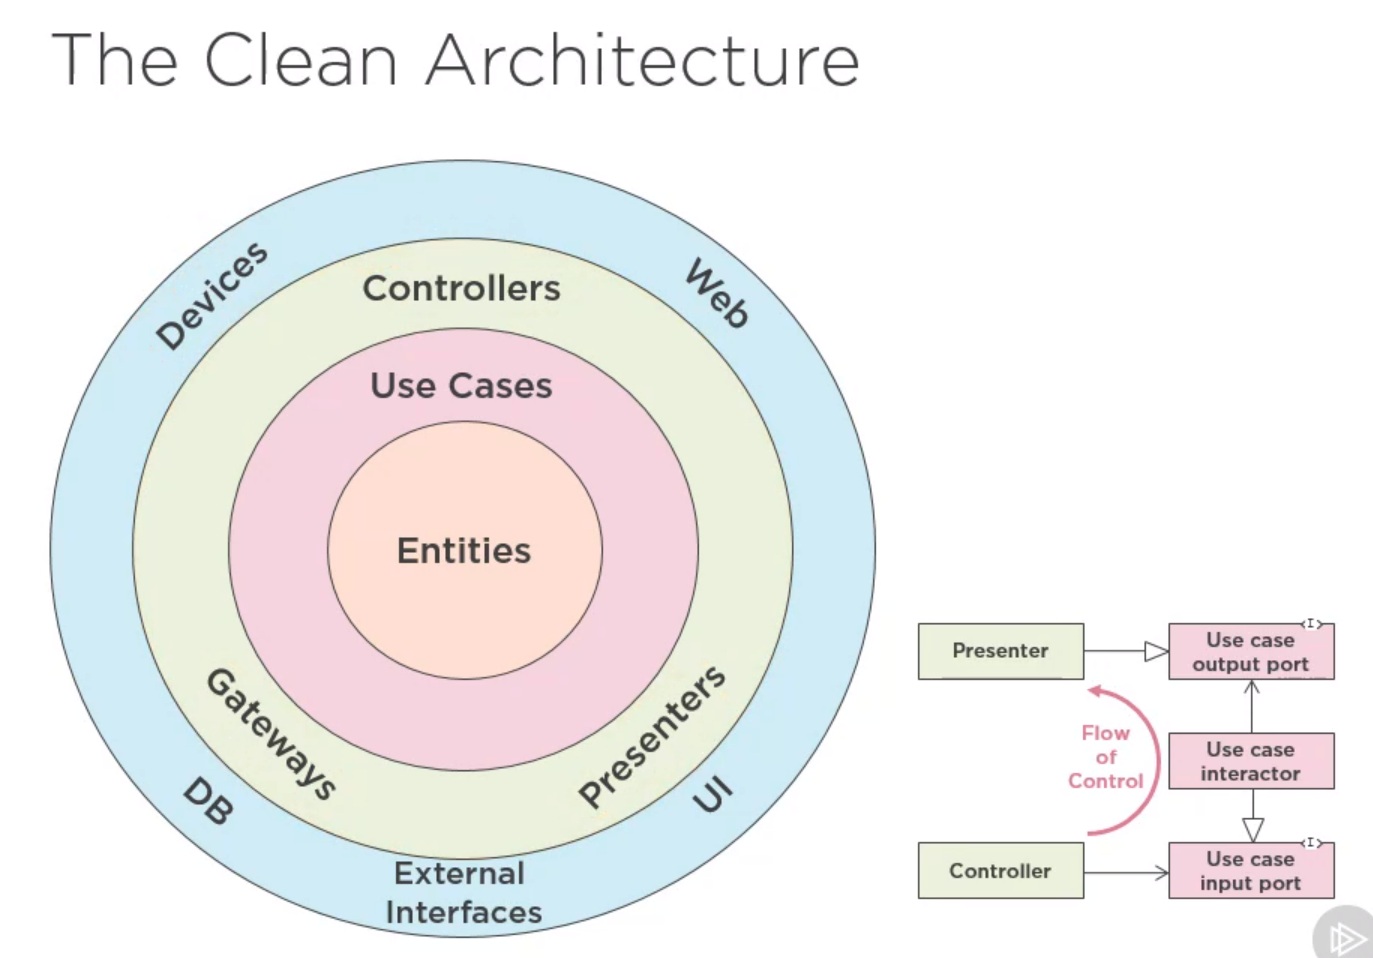 The Clean Architecture
Devices
Web
Controllers
Use Cases
Entities
Gateways
Presenters
DB
UI
External
Interfaces
Presenter
<I>
Use case
output port
Flow
of
Control
Use case
interactor
Controller
<I>
Use case
input port